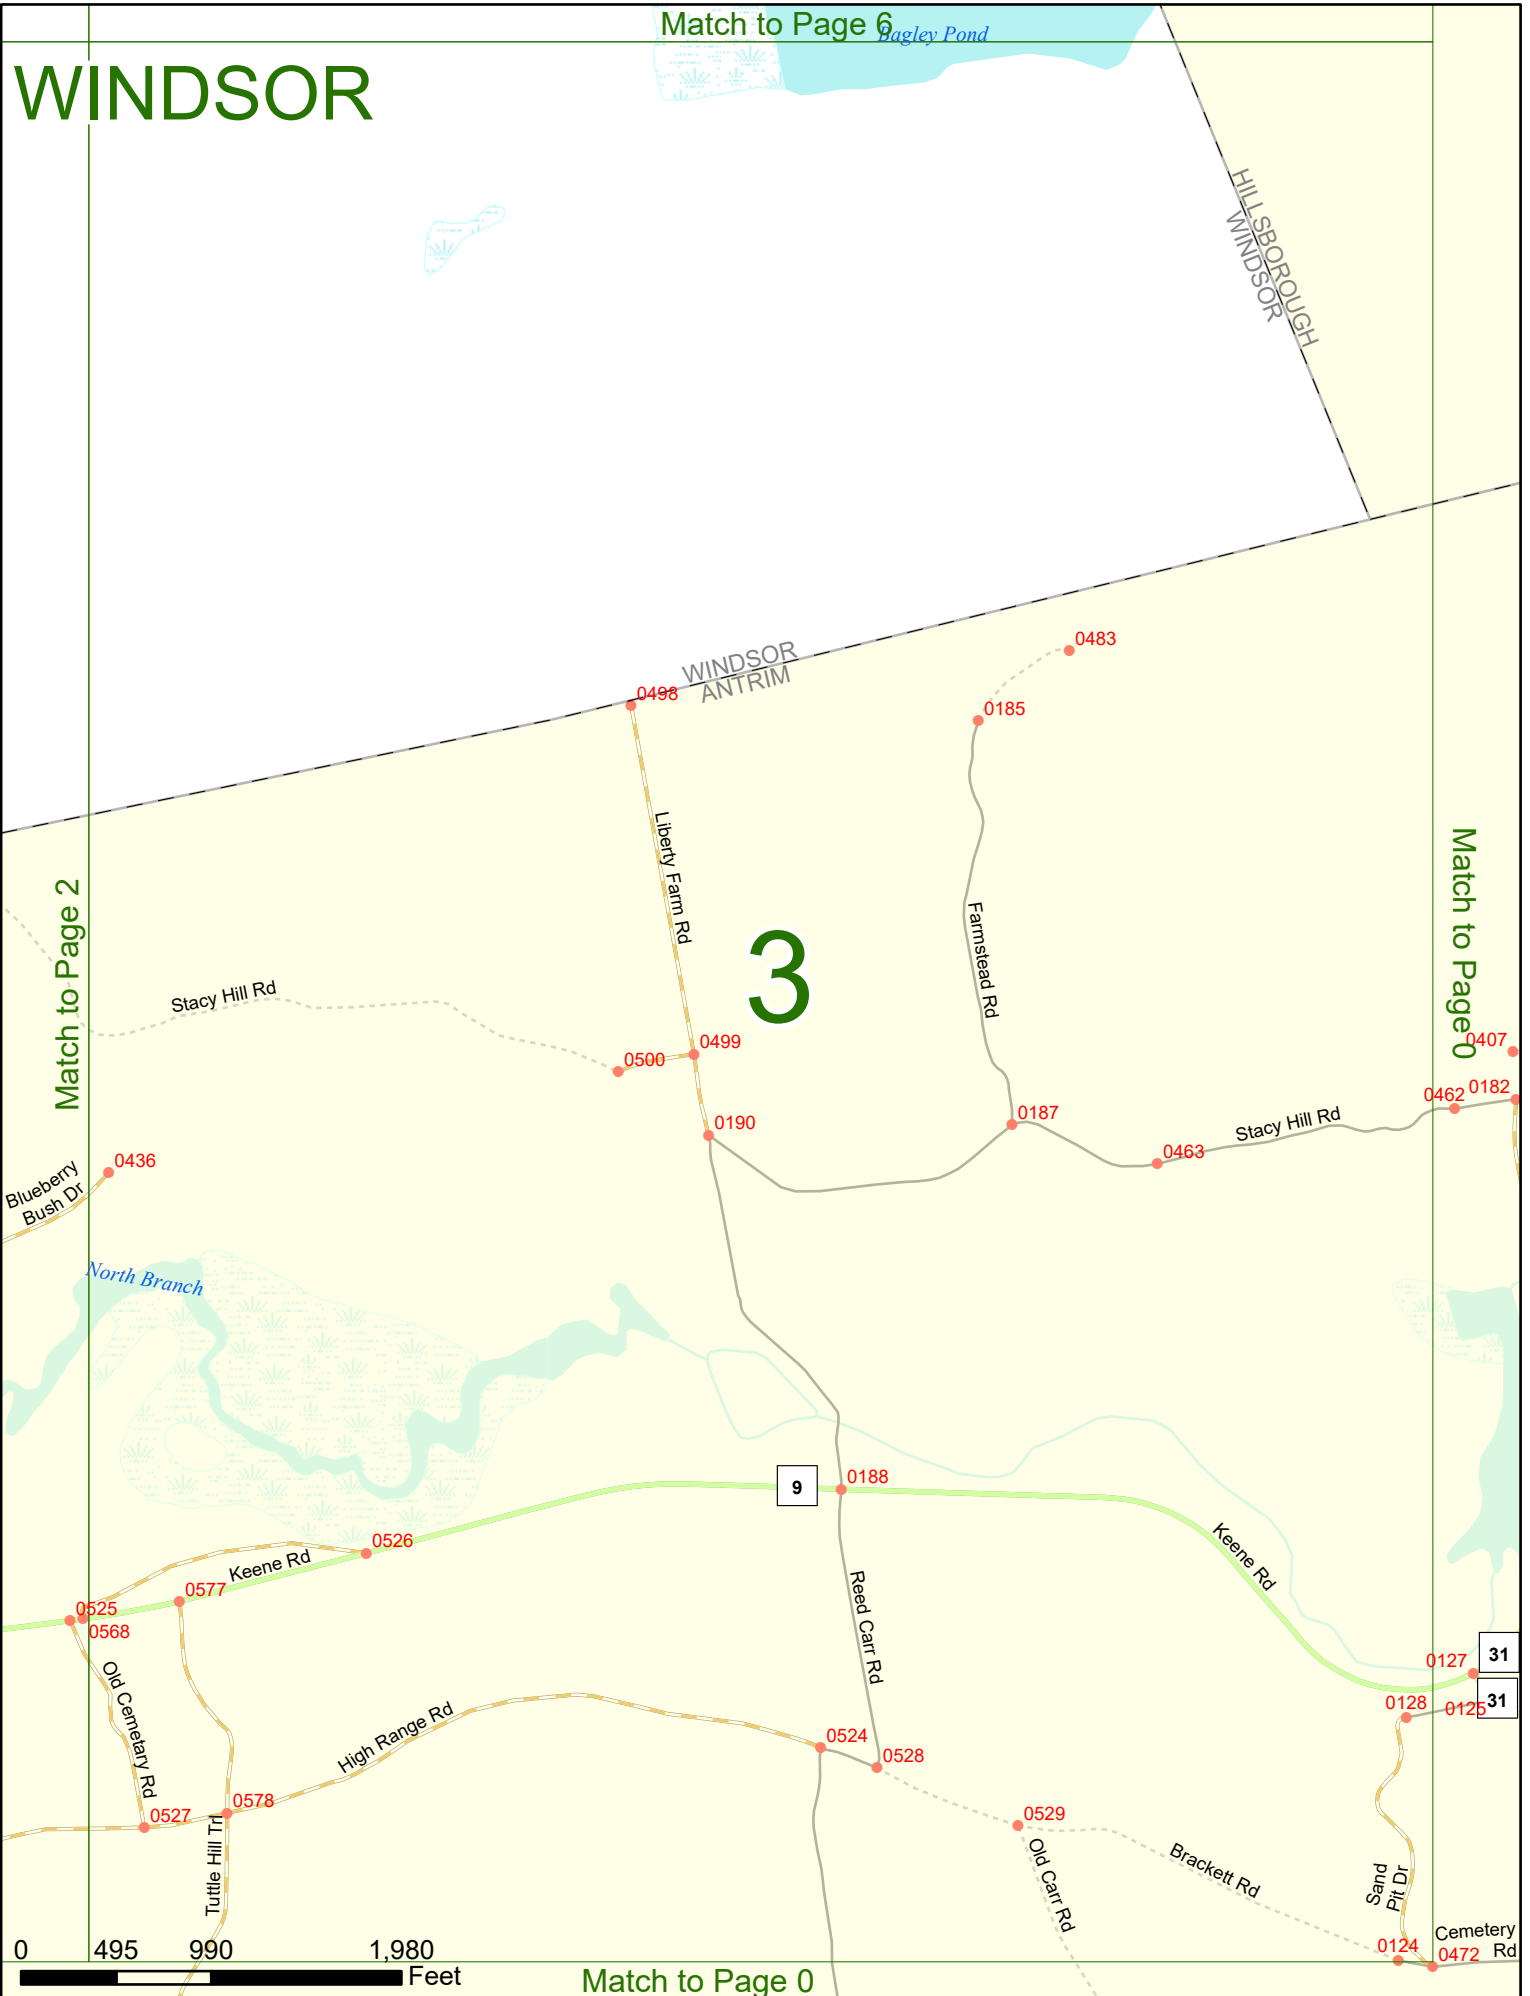 Match to Page 6
Bagley Pond
WINDSOR
HILLSBOROUGH
WINDSOR
WINDSOR
ANTRIM
0483
0498
0185
Liberty Farm Rd
Match to Page 2
Match to Page 0
3
Farmstead Rd
Stacy Hill Rd
0499
0500
0407
0462
0182
0190
0187
Stacy Hill Rd
0463
0436
Blueberry
Bush Dr
North Branch
9
0188
0526
Keene Rd
Keene Rd
0577
0525
0568
Reed Carr Rd
Old Cemetary Rd
0127
31
0128
0125
31
High Range Rd
0524
0528
0578
0527
Tuttle Hill Trl
0529
Old Carr Rd
Brackett Rd
Sand
Pit Dr
Cemetery
Rd
0124
0472
0
495
990
1,980
Feet
Match to Page 0